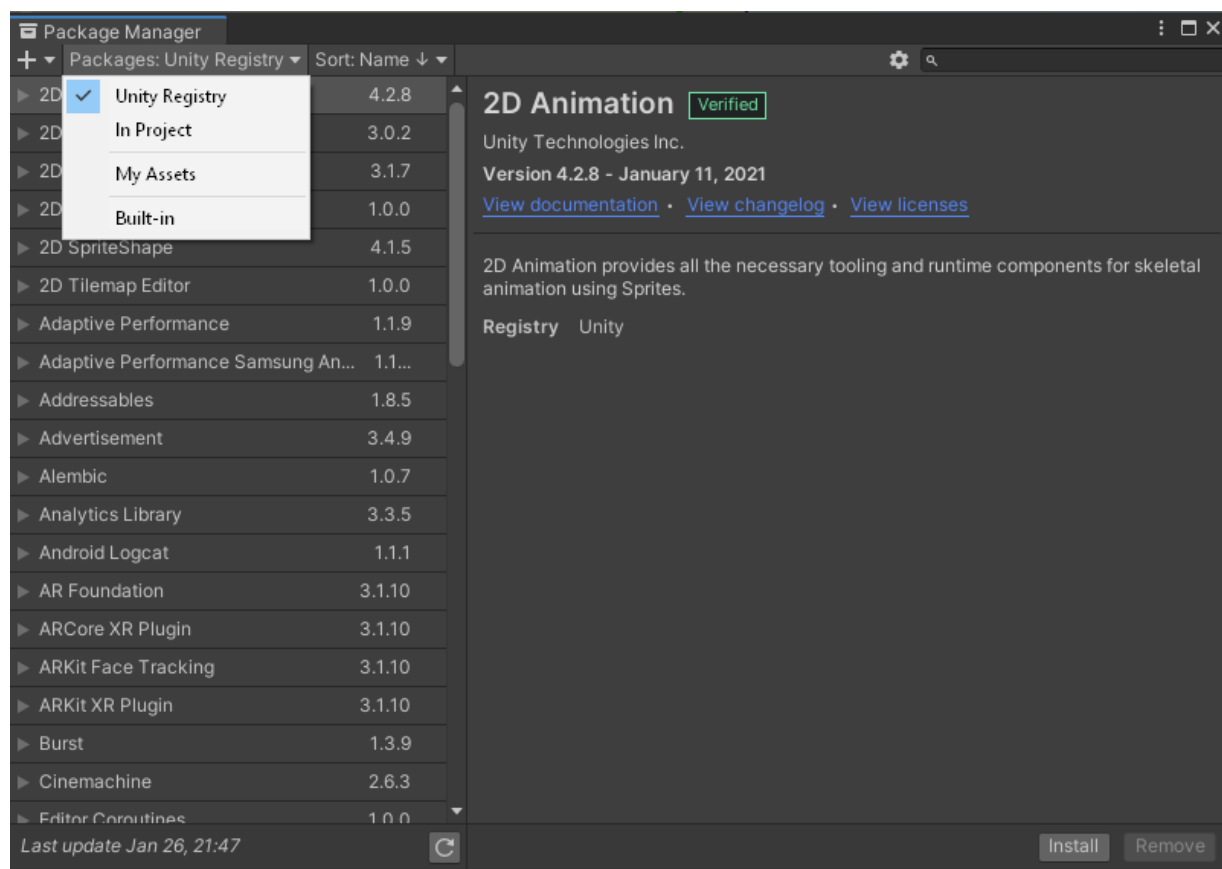 Package Manager
Packages: Unity Registry Sort: Name
2D 4.2.8
Unity Registry
2D 3.0.2
In Project
2D 3.1.7
My Assets
2D 1.0.0
Built-in
2D SpriteShape 4.1.5
2D Tilemap Editor 1.0.0
Adaptive Performance 1.1.9
Adaptive Performance Samsung An... 1.1...
Addressables 1.8.5
Advertisement 3.4.9
Alembic 1.0.7
Analytics Library 3.3.5
Android Logcat 1.1.1
AR Foundation 3.1.10
ARCore XR Plugin 3.1.10
ARKit Face Tracking 3.1.10
ARKit XR Plugin 3.1.10
Burst 1.3.9
Cinemachine 2.6.3
Editor Coroutines 1.0.0
Last update Jan 26, 21:47
2D Animation Verified
Unity Technologies Inc.
Version 4.2.8 - January 11, 2021
View documentation • View changelog • View licenses
2D Animation provides all the necessary tooling and runtime components for skeletal
animation using Sprites.
Registry Unity
Install Remove